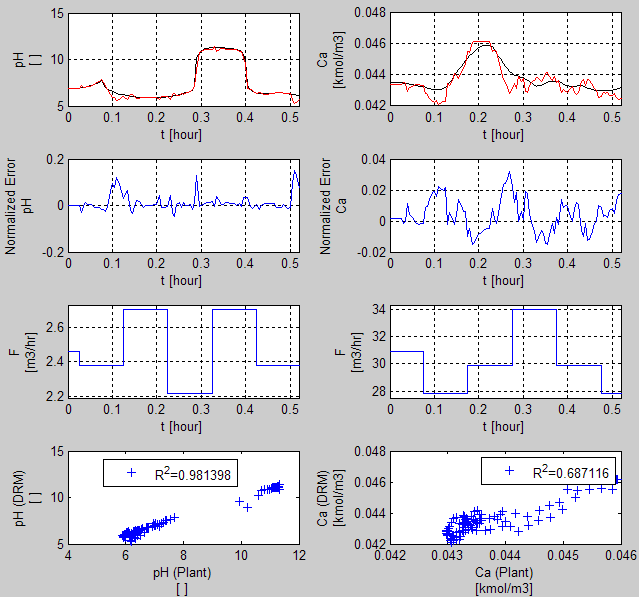 15
10
5
pH
[ ]
0 0.1 0.2 0.3 0.4 0.5
t [hour]
0.048
0.046
0.044
0.042
Ca
[kmol/m3]
0 0.1 0.2 0.3 0.4 0.5
t [hour]
0.2
0
-0.2
Normalized Error
pH
0 0.1 0.2 0.3 0.4 0.5
t [hour]
0.04
0.02
0
-0.02
Normalized Error
Ca
0 0.1 0.2 0.3 0.4 0.5
t [hour]
2.6
2.4
2.2
F
[m3/hr]
0 0.1 0.2 0.3 0.4 0.5
t [hour]
34
32
30
28
F
[m3/hr]
0 0.1 0.2 0.3 0.4 0.5
t [hour]
15
10
5
pH (DRM)
[ ]
R2=0.981398
4 6 8 10 12
pH (Plant)
[ ]
0.048
0.046
0.044
0.042
Ca (DRM)
[kmol/m3]
R2=0.687116
0.042 0.043 0.044 0.045 0.046
Ca (Plant)
[kmol/m3]